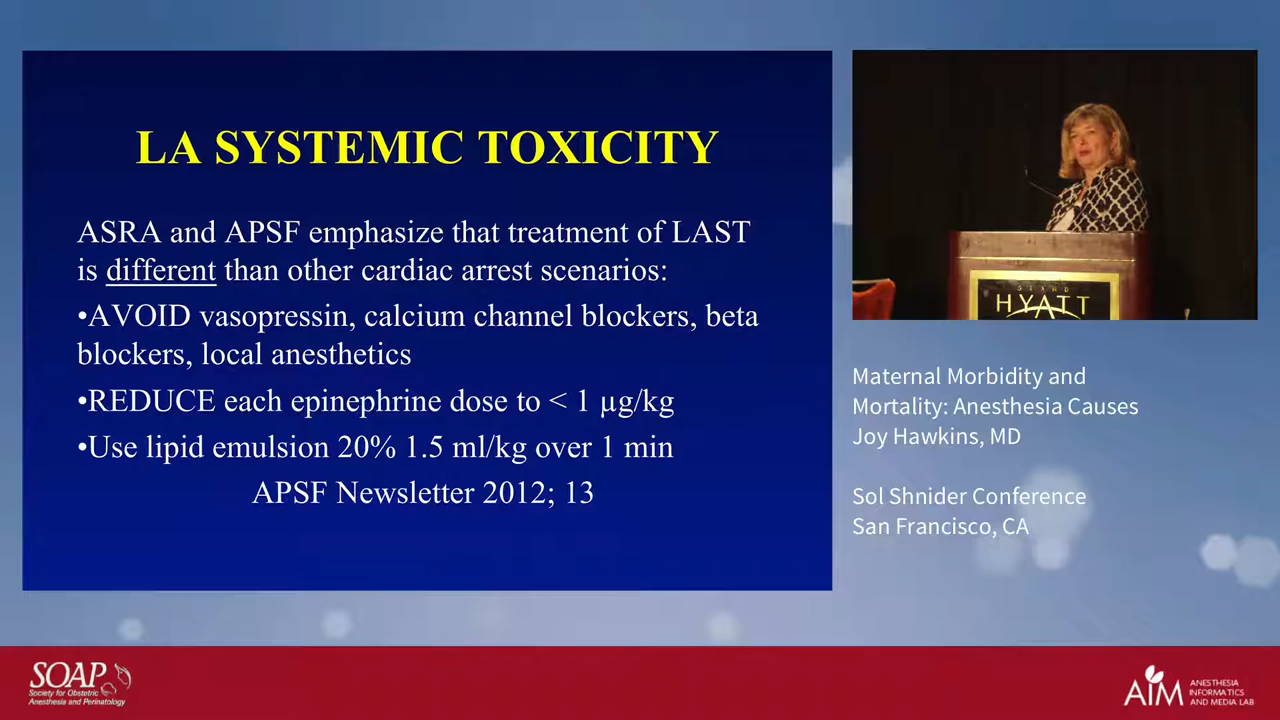 LA SYSTEMIC TOXICITY
ASRA and APSF emphasize that treatment of LAST
is different than other cardiac arrest scenarios:
•AVOID vasopressin, calcium channel blockers, beta
blockers, local anesthetics
•REDUCE each epinephrine dose to < 1 µg/kg
•Use lipid emulsion 20% 1.5 ml/kg over 1 min
APSF Newsletter 2012; 13
GRAND
HYATT
Maternal Morbidity and
Mortality: Anesthesia Causes
Joy Hawkins, MD
Sol Shnider Conference
San Francisco, CA
SOAP
Society for Obstetric
Anesthesia and Perinatology
AIM
ANESTHESIA
INFORMATICS
AND MEDIA LAB